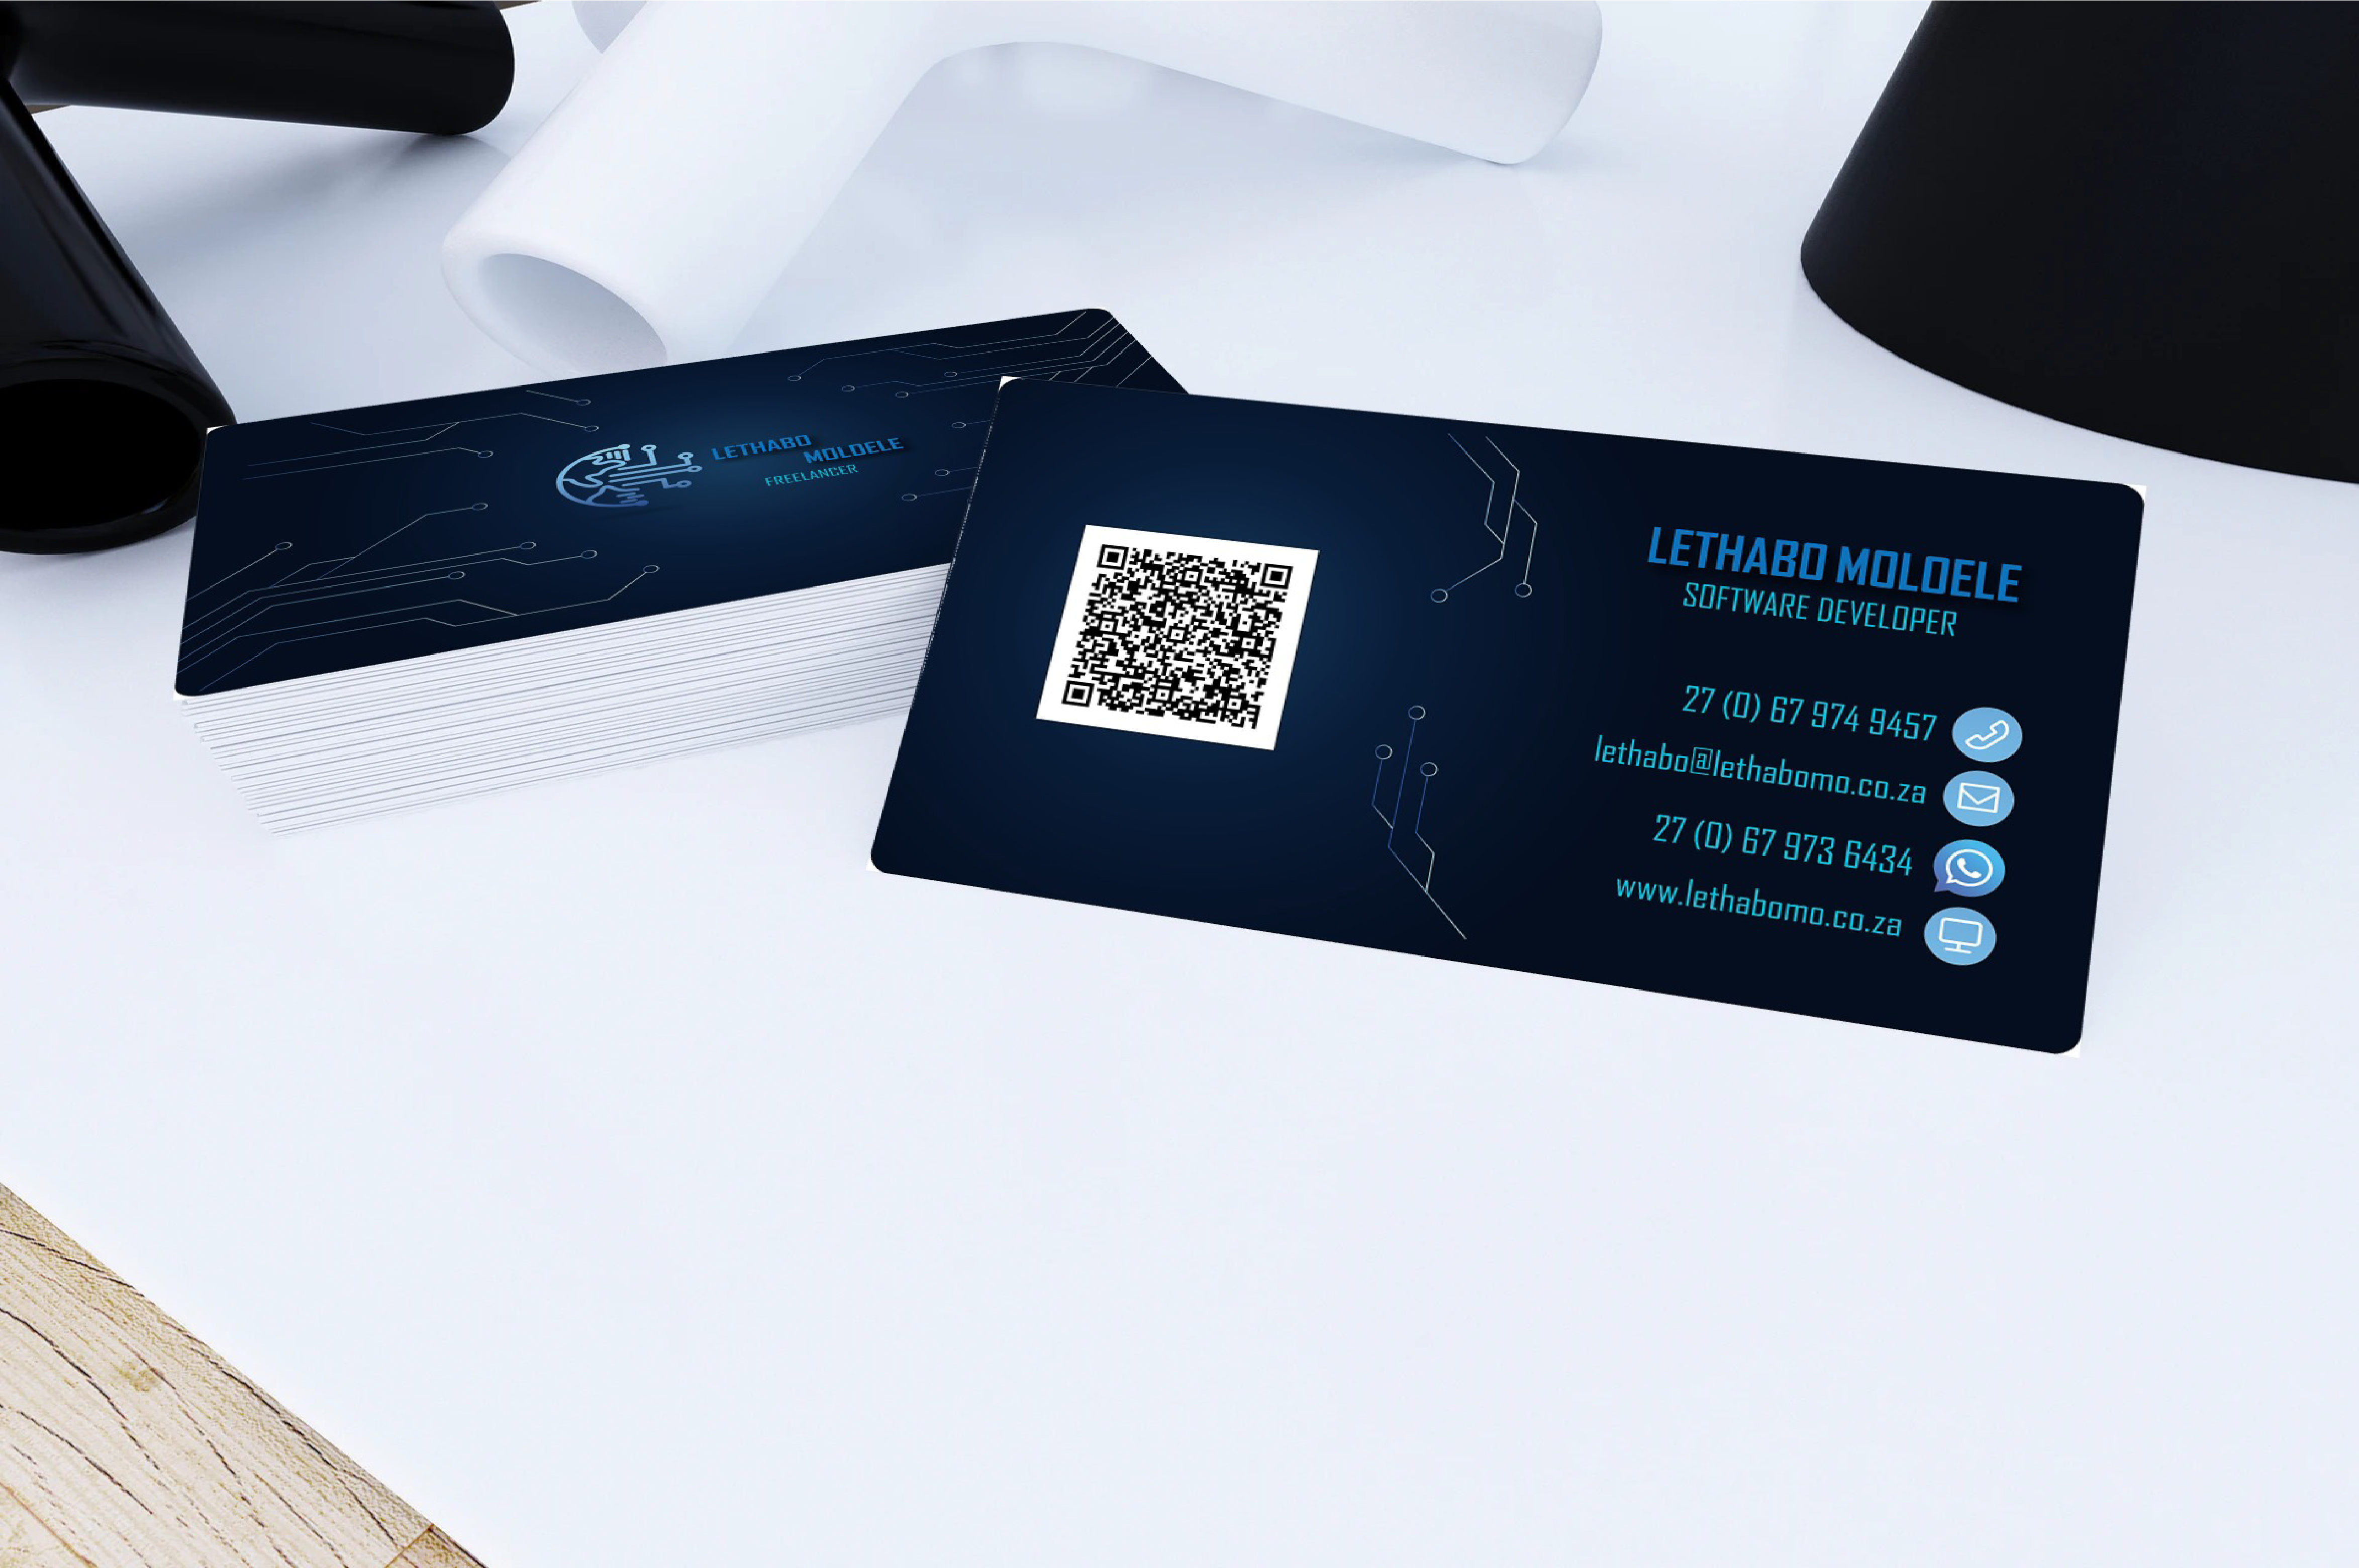 LETHABO
MOLOELE
FREELANCER
LETHABO MOLOELE
SOFTWARE DEVELOPER
27 (0) 67 974 9457
lethabo@lethabomo.co.za
27 (0) 67 973 6434
www.lethabomo.co.za